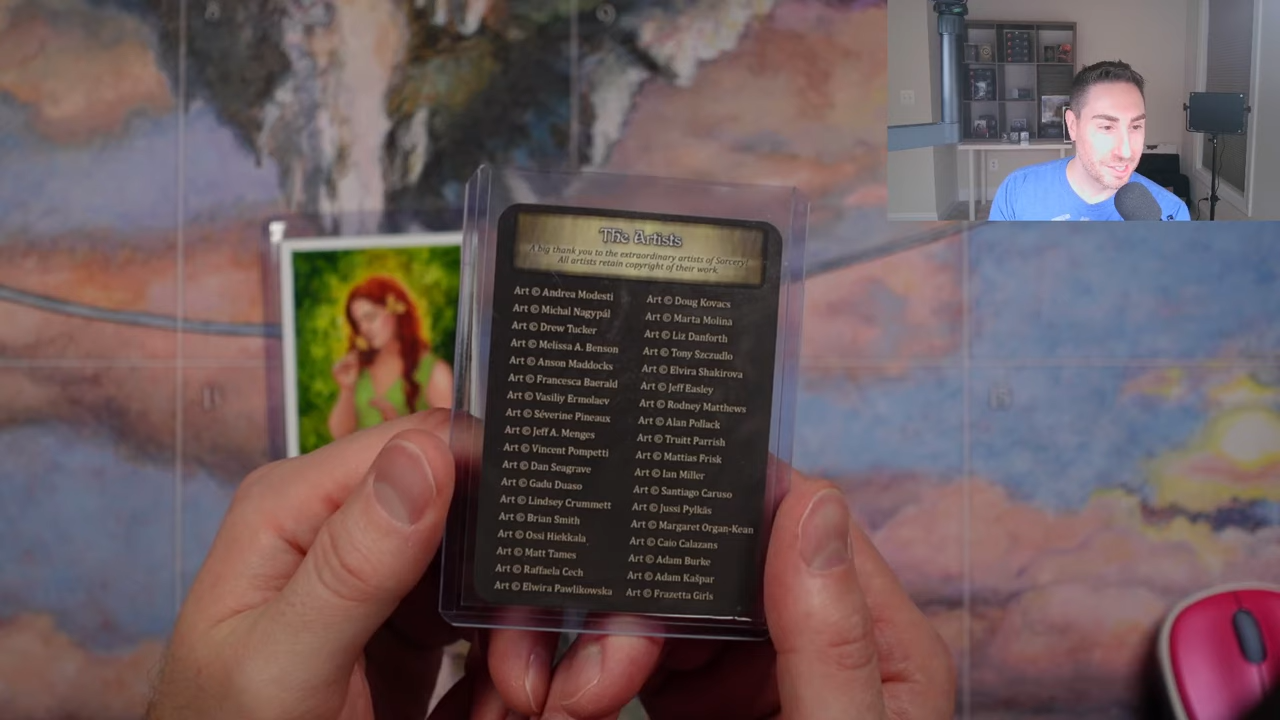 The Artists
A big thank you to the extraordinary artists of Sorcery!
All artists retain copyright of their work.
Art © Andrea Modesti
Art © Michal Nagypál
Art © Drew Tucker
Art © Melissa A. Benson
Art © Anson Maddocks
Art © Francesca Baerald
Art © Vasiliy Ermolaev
Art © Séverine Pineaux
Art © Jeff A. Menges
Art © Vincent Pompetti
Art © Dan Seagrave
Art © Gadu Duaso
Art © Lindsey Crummett
Art © Brian Smith
Art © Ossi Hiekkala
Art © Matt Tames
Art © Raffaela Cech
Art © Elwira Pawlikowska
Art © Doug Kovacs
Art © Marta Molina
Art © Liz Danforth
Art © Tony Szczudlo
Art © Elvira Shakirova
Art © Jeff Easley
Art © Rodney Matthews
Art © Alan Pollack
Art © Truitt Parrish
Art © Mattias Frisk
Art © Ian Miller
Art © Santiago Caruso
Art © Jussi Pylkäs
Art © Margaret Organ-Kean
Art © Caio Calazans
Art © Adam Burke
Art © Adam Kašpar
Art © Frazetta Girls